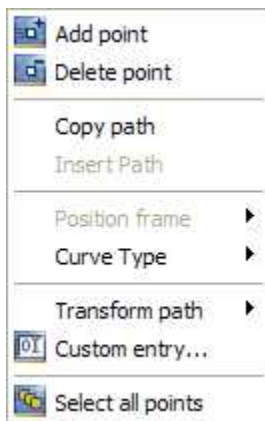 Add point
Delete point
Copy path
Insert Path
Position frame
Curve Type
Transform path
Custom entry...
Select all points